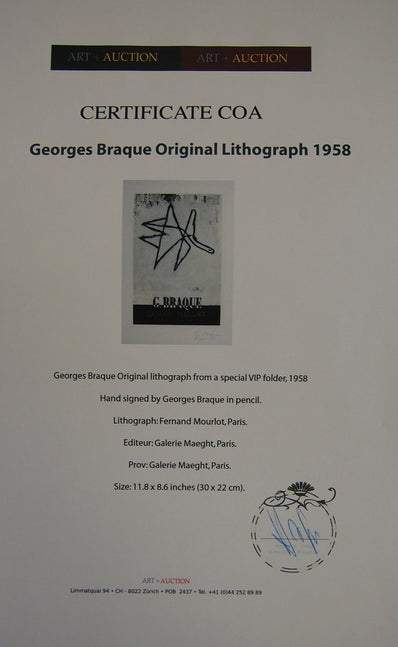 ART + AUCTION ART + AUCTION
CERTIFICATE COA
Georges Braque Original Lithograph 1958
G. BRAQUE
Georges Braque Original lithograph from a special VIP folder, 1958
Hand signed by Georges Braque in pencil.
Lithograph: Fernand Mourlot, Paris.
Editeur: Galerie Maeght, Paris.
Prov: Galerie Maeght, Paris.
Size: 11.8 x 8.6 inches (30 x 22 cm).
ART + AUCTION
Limmatquai 94 • CH - 8022 Zürich • POB 2437 • Tel. +41 (0)44 252 89 89